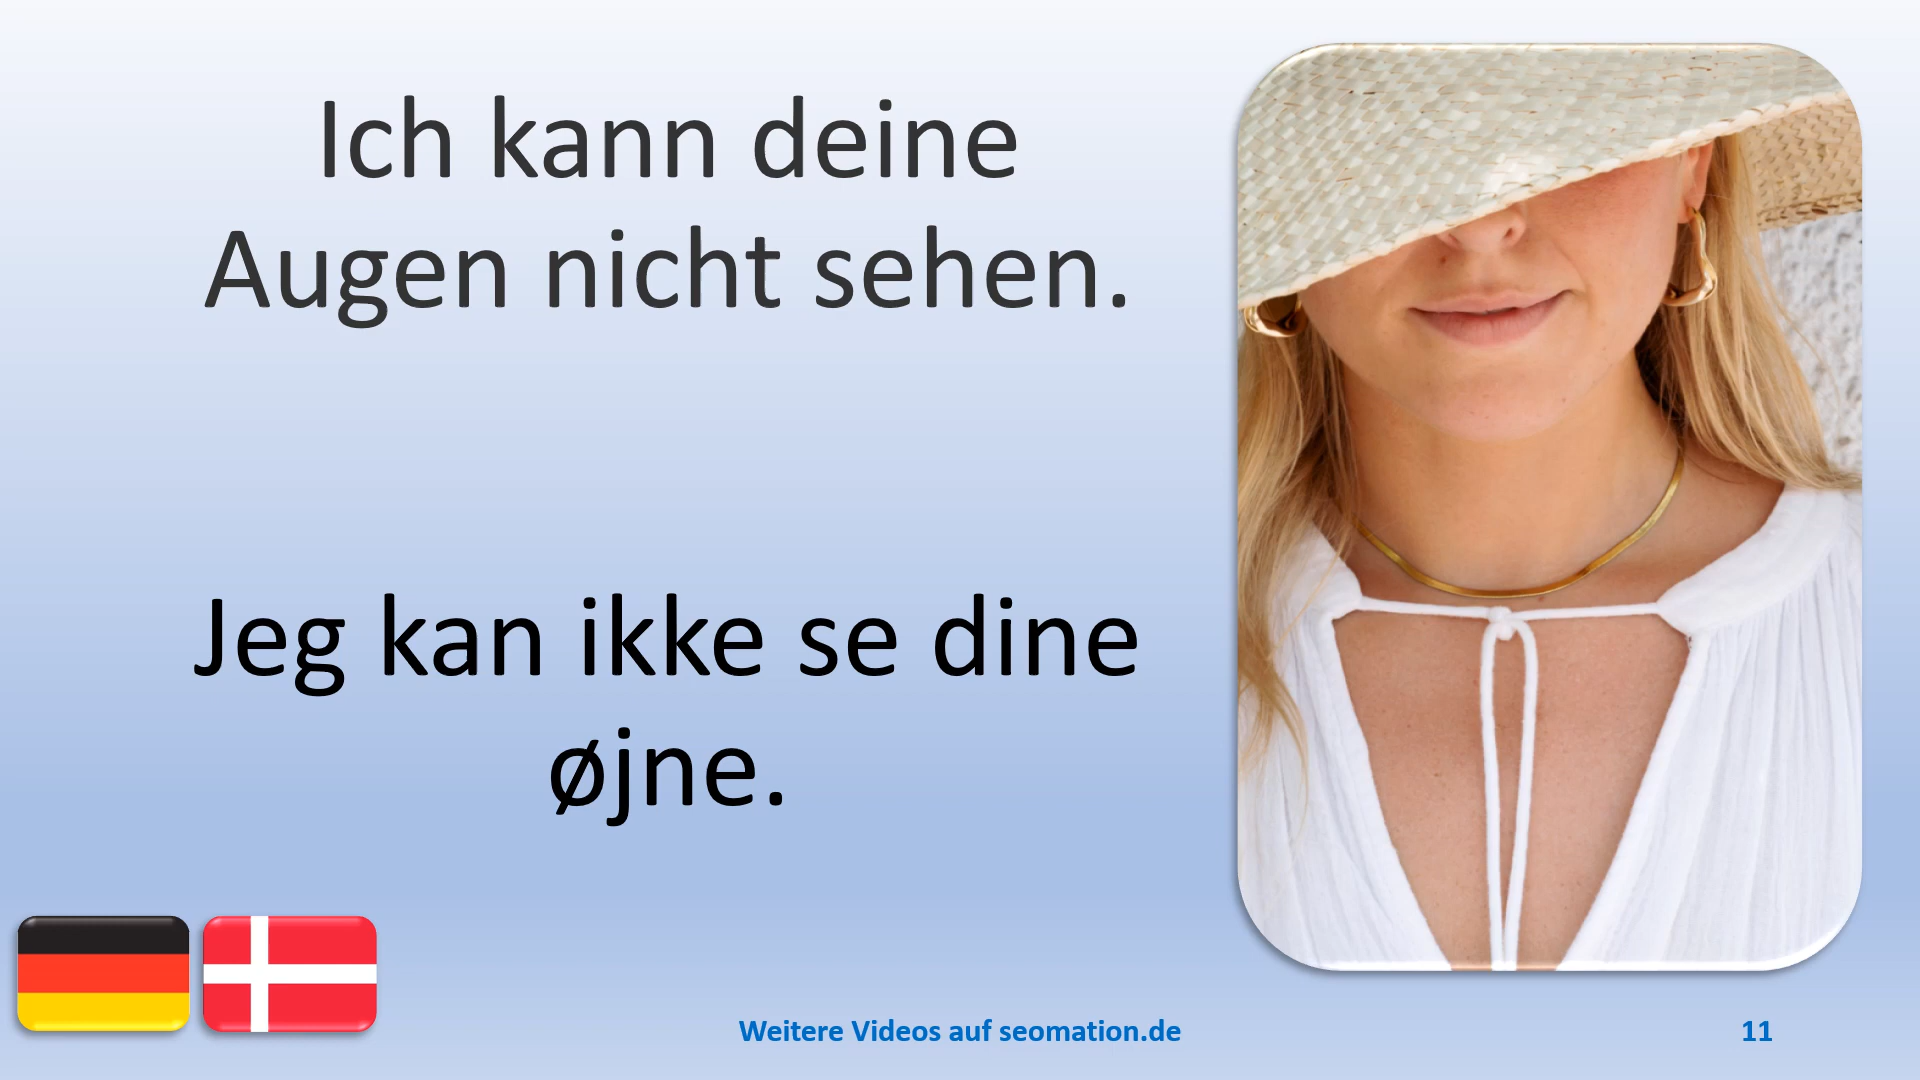 Ich kann deine
Augen nicht sehen.
Jeg kan ikke se dine
øjne.
Weitere Videos auf seomation.de
11